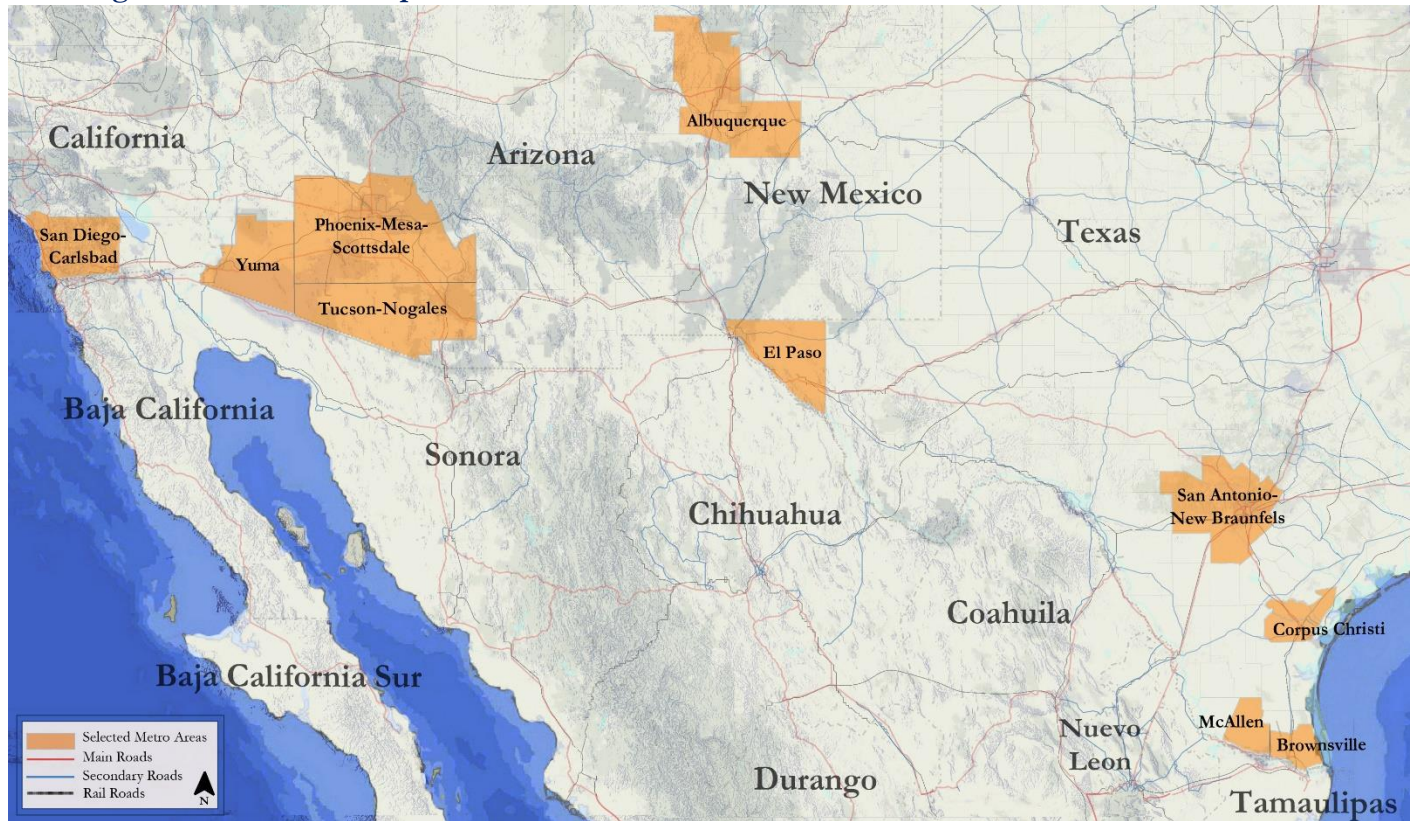 California
Arizona
Albuquerque
New Mexico
Texas
San Diego-
Carlsbad
Yuma
Phoenix-Mesa-
Scottsdale
Tucson-Nogales
El Paso
Baja California
Sonora
Chihuahua
San Antonio-
New Braunfels
Coahuila
Corpus Christi
Baja California Sur
McAllen
Brownsville
Nuevo
Leon
Durango
Tamaulipas
Selected Metro Areas
Main Roads
Secondary Roads
Rail Roads
N